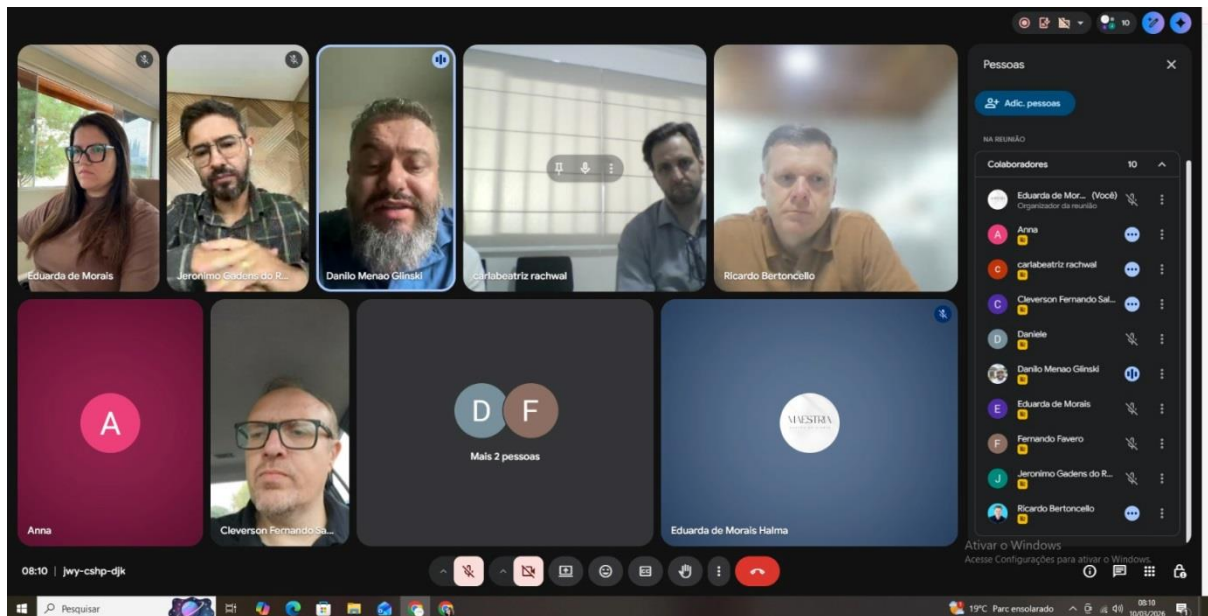 10
Eduarda de Morais
Jeronimo Gadens do R...
Danilo Menao Glinski
carlabeatriz rachwal
Ricardo Bertoncello
A
Anna
Cleverson Fernando Sa...
D
F
Mais 2 pessoas
MAESTRIA
Eduarda de Morais Halma
Pessoas
Adic. pessoas
NA REUNIÃO
Colaboradores 10
Eduarda de Mor... (Você)
Organizador da reunião
A Anna
C carlabeatriz rachwal
C Cleverson Fernando Sal...
D Daniele
Danilo Menao Glinski
E Eduarda de Morais
F Fernando Favero
J Jeronimo Gadens do R...
Ricardo Bertoncello
Ativar o Windows
Acesse Configurações para ativar o Windows.
08:10 | jwy-cshp-djk
Pesquisar
19°C Parc ensolarado
08:10
10/03/2026